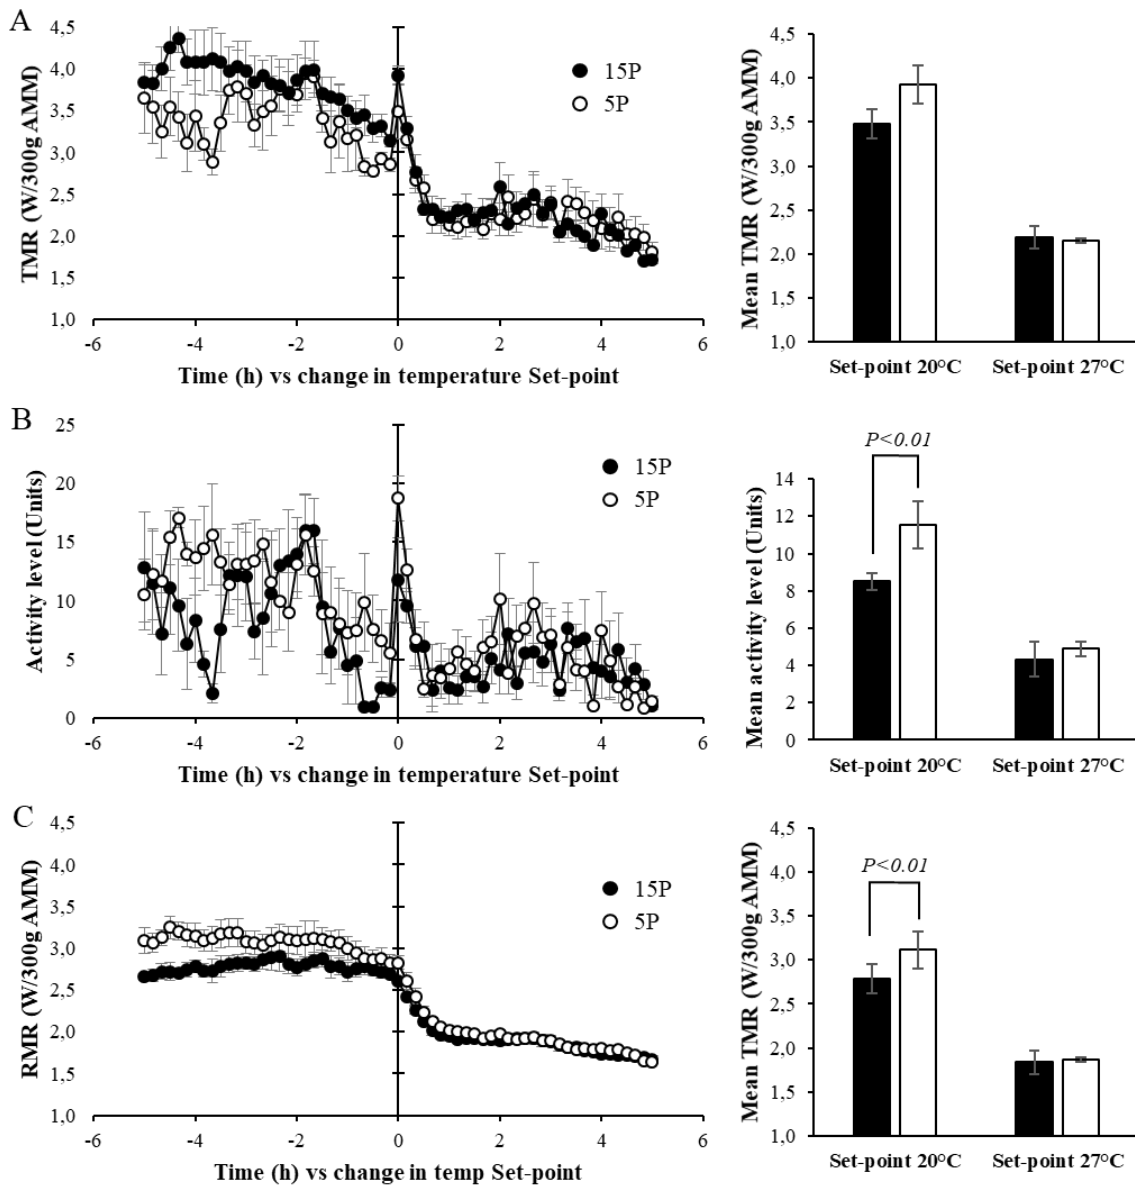 A
TMR (W/300g AMM)
4,5
4,0
3,5
3,0
2,5
2,0
1,5
1,0
-6
-4
-2
0
2
4
6
Time (h) vs change in temperature Set-point
15P
5P
Mean TMR (W/300g AMM)
4,5
4,0
3,5
3,0
2,5
2,0
1,5
1,0
Set-point 20°C
Set-point 27°C
B
Activity level (Units)
25
20
15
10
5
0
-6
-4
-2
0
2
4
6
Time (h) vs change in temperature Set-point
15P
5P
P<0.01
Mean activity level (Units)
14
12
10
8
6
4
2
0
Set-point 20°C
Set-point 27°C
C
RMR (W/300g AMM)
4,5
4,0
3,5
3,0
2,5
2,0
1,5
1,0
-6
-4
-2
0
2
4
6
Time (h) vs change in temp Set-point
15P
5P
P<0.01
Mean TMR (W/300g AMM)
4,5
4,0
3,5
3,0
2,5
2,0
1,5
1,0
Set-point 20°C
Set-point 27°C